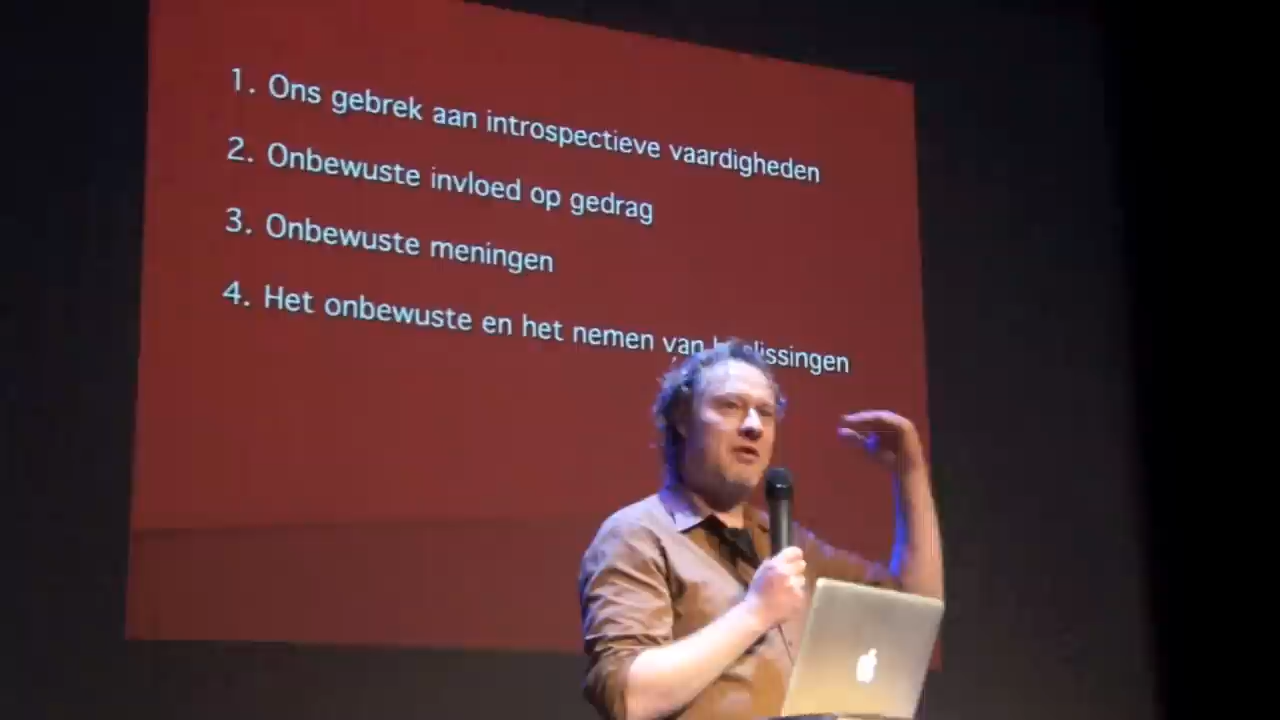 1. Ons gebrek aan introspectieve vaardigheden
2. Onbewuste invloed op gedrag
3. Onbewuste meningen
4. Het onbewuste en het nemen van beslissingen